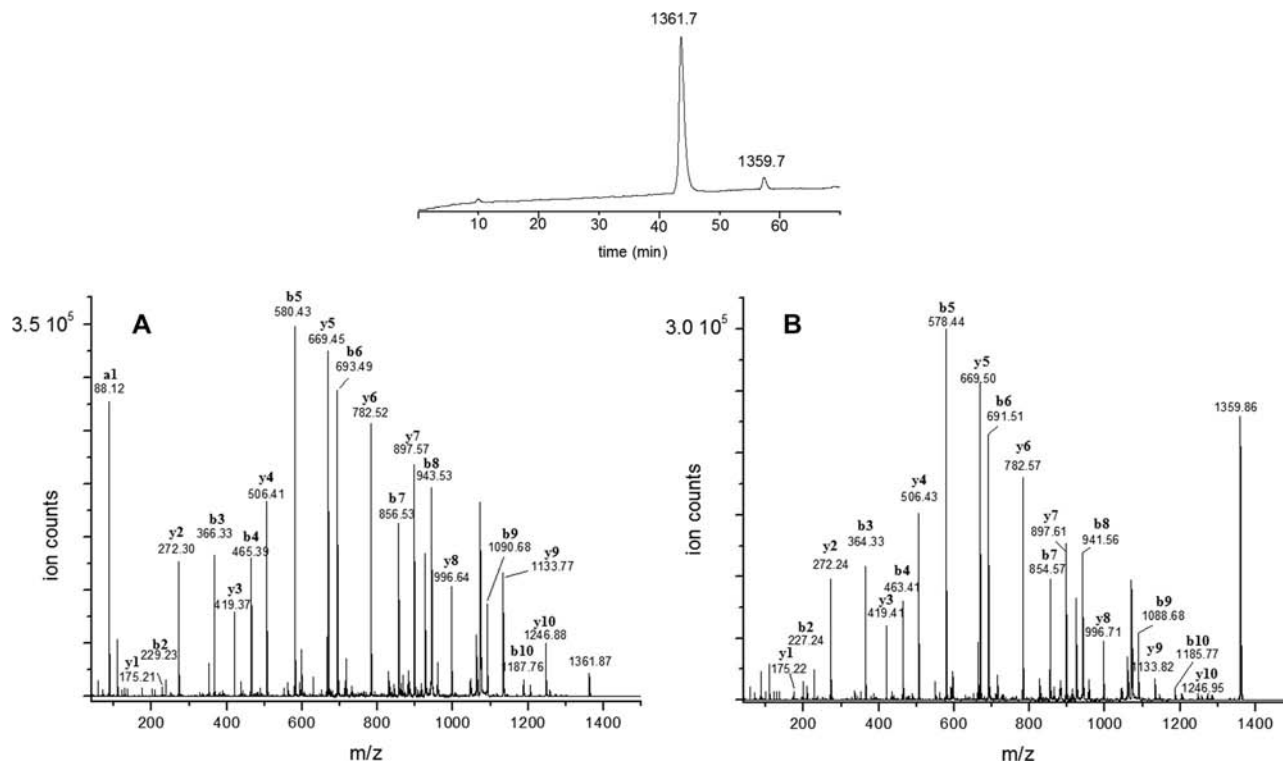 1361.7
1359.7
10 20 30 40 50 60
time (min)
A
3.5 10⁵
ion counts
a1
88.12
y1
175.21
b2
229.23
y2
272.30
b3
366.33
y3
419.37
b4
465.39
y4
506.41
b5
580.43
y5
669.45
b6
693.49
y6
782.52
b7
856.53
y7
897.57
b8
943.53
y8
996.64
b9
1090.68
y9
1133.77
b10
1187.76
y10
1246.88
1361.87
200 400 600 800 1000 1200 1400
m/z
B
3.0 10⁵
ion counts
y1
175.22
b2
227.24
y2
272.24
b3
364.33
y3
419.41
b4
463.41
y4
506.43
b5
578.44
y5
669.50
b6
691.51
y6
782.57
b7
854.57
y7
897.61
b8
941.56
y8
996.71
b9
1088.68
y9
1133.82
b10
1185.77
y10
1246.95
1359.86
200 400 600 800 1000 1200 1400
m/z